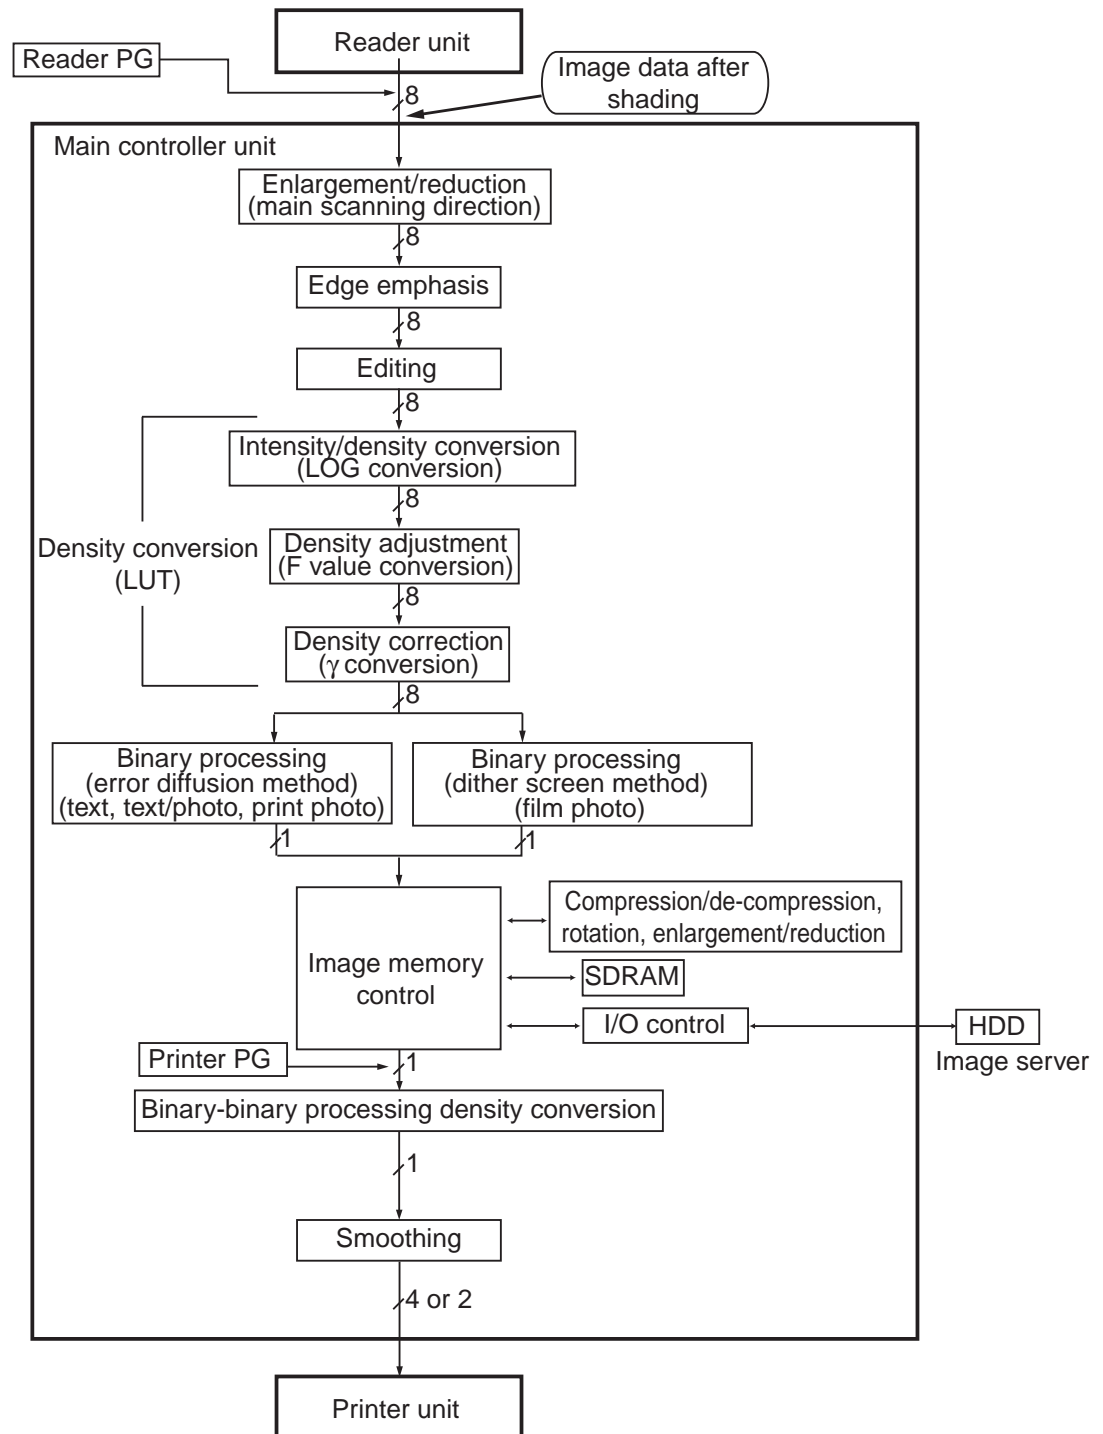 Reader unit
Reader PG
Image data after
shading
8
Main controller unit
Enlargement/reduction
(main scanning direction)
8
Edge emphasis
8
Editing
8
Intensity/density conversion
(LOG conversion)
8
Density conversion
(LUT)
Density adjustment
(F value conversion)
8
Density correction
(γ conversion)
8
Binary processing
(error diffusion method)
(text, text/photo, print photo)
Binary processing
(dither screen method)
(film photo)
1
1
Compression/de-compression,
rotation, enlargement/reduction
Image memory
control
SDRAM
I/O control
HDD
Image server
Printer PG
1
Binary-binary processing density conversion
1
Smoothing
4 or 2
Printer unit